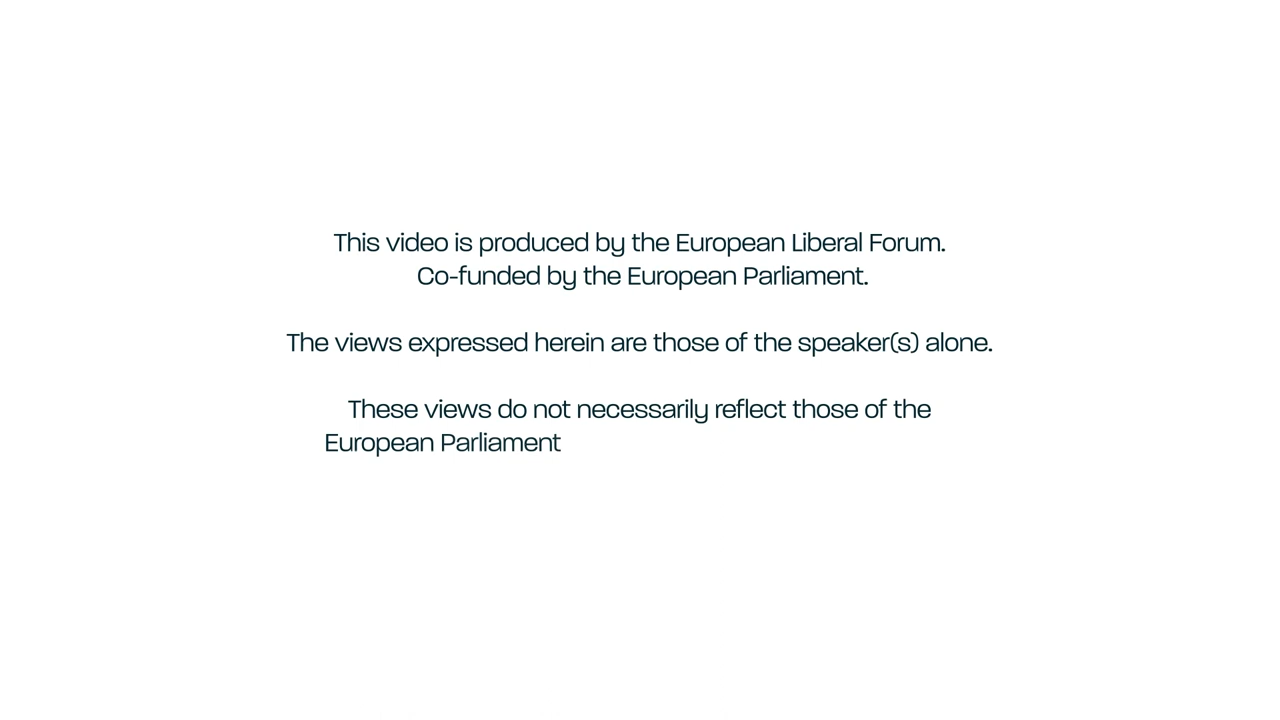 This video is produced by the European Liberal Forum.
Co-funded by the European Parliament.
The views expressed herein are those of the speaker(s) alone.
These views do not necessarily reflect those of the
European Parliament